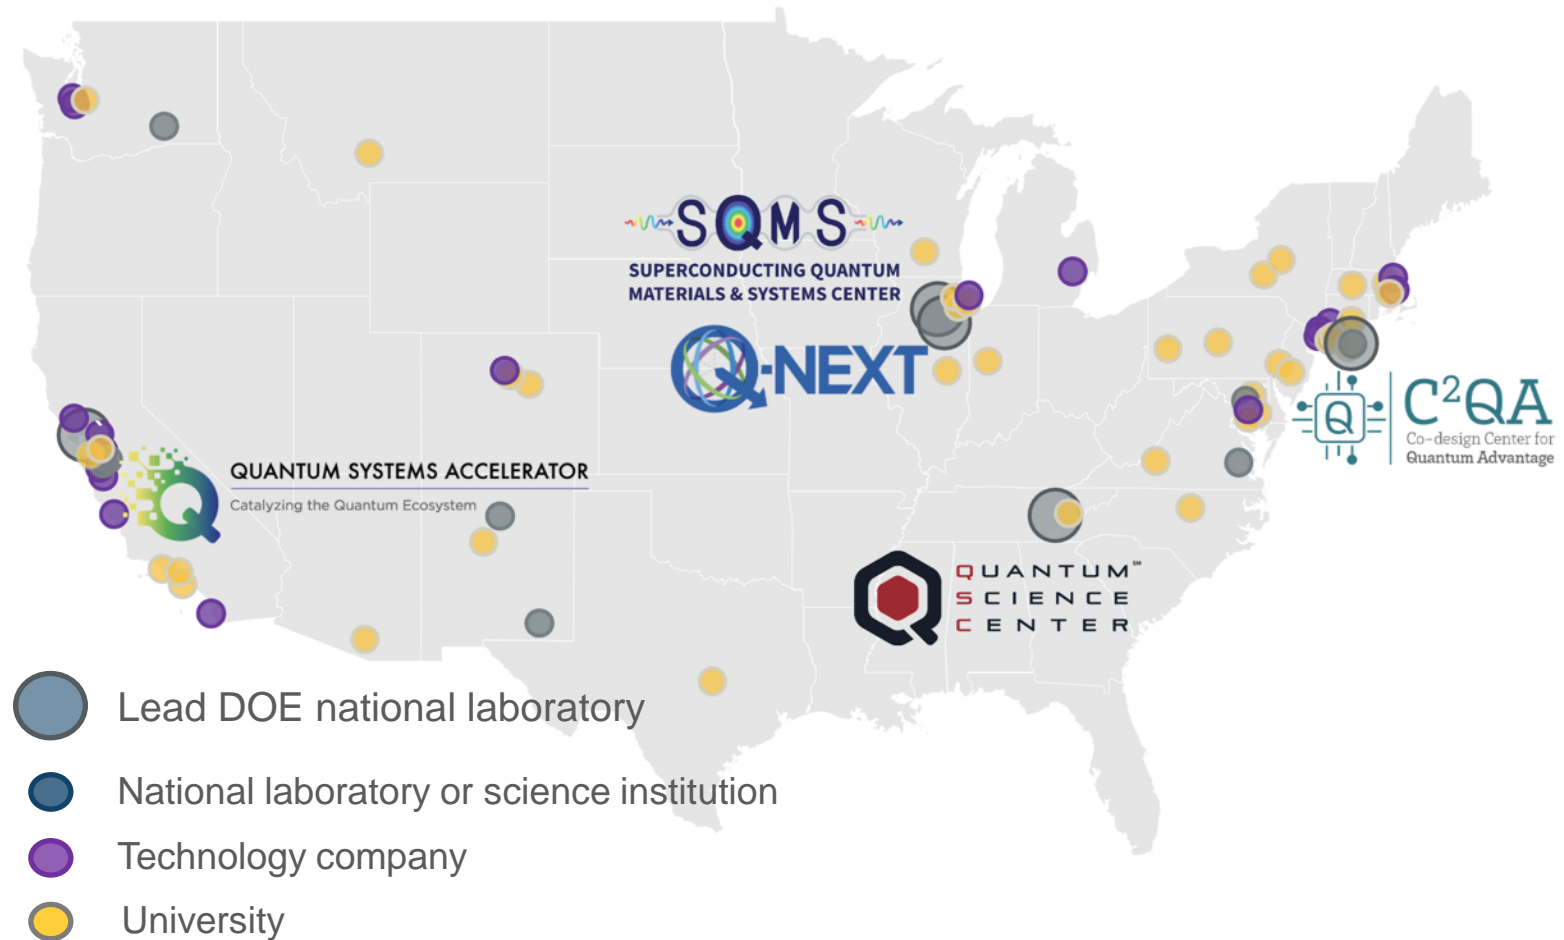 SQMS
SUPERCONDUCTING QUANTUM
MATERIALS & SYSTEMS CENTER
Q-NEXT
C²QA
Q
Co-design Center for
Quantum Advantage
QUANTUM SYSTEMS ACCELERATOR
Catalyzing the Quantum Ecosystem
QUANTUM℠
SCIENCE
CENTER
Lead DOE national laboratory
National laboratory or science institution
Technology company
University